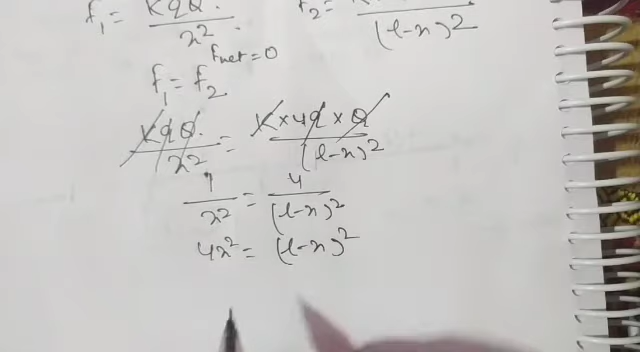 f₁ = KqQ. / x²    f₂ = / (l-x)²
fnet = 0
f₁ = f₂
KqQ. / x² = K×4q×Q / (l-x)²
1 / x² = 4 / (l-x)²
4x² = (l-x)²